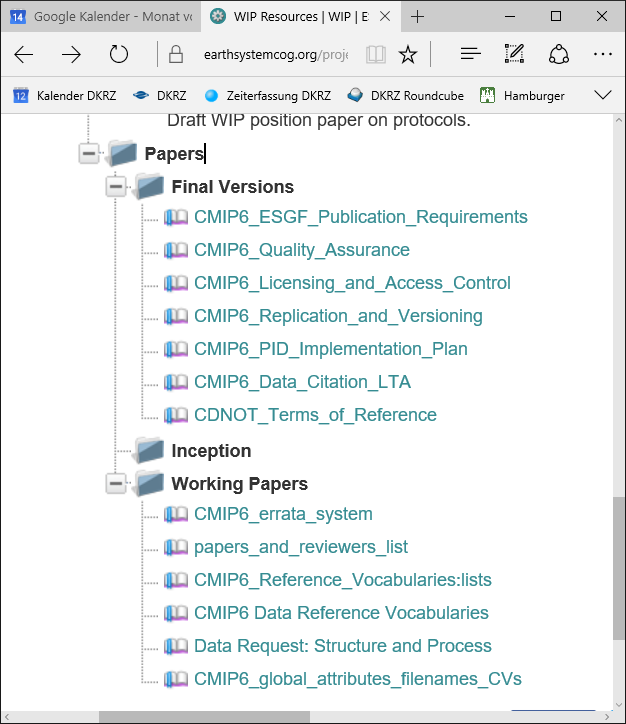 14 Google Kalender - Monat vo
WIP Resources | WIP | ES
earthsystemcog.org/proje
12 Kalender DKRZ
DKRZ
Zeiterfassung DKRZ
DKRZ Roundcube
Hamburger
Draft WIP position paper on protocols.
Papers
Final Versions
CMIP6_ESGF_Publication_Requirements
CMIP6_Quality_Assurance
CMIP6_Licensing_and_Access_Control
CMIP6_Replication_and_Versioning
CMIP6_PID_Implementation_Plan
CMIP6_Data_Citation_LTA
CDNOT_Terms_of_Reference
Inception
Working Papers
CMIP6_errata_system
papers_and_reviewers_list
CMIP6_Reference_Vocabularies:lists
CMIP6 Data Reference Vocabularies
Data Request: Structure and Process
CMIP6_global_attributes_filenames_CVs